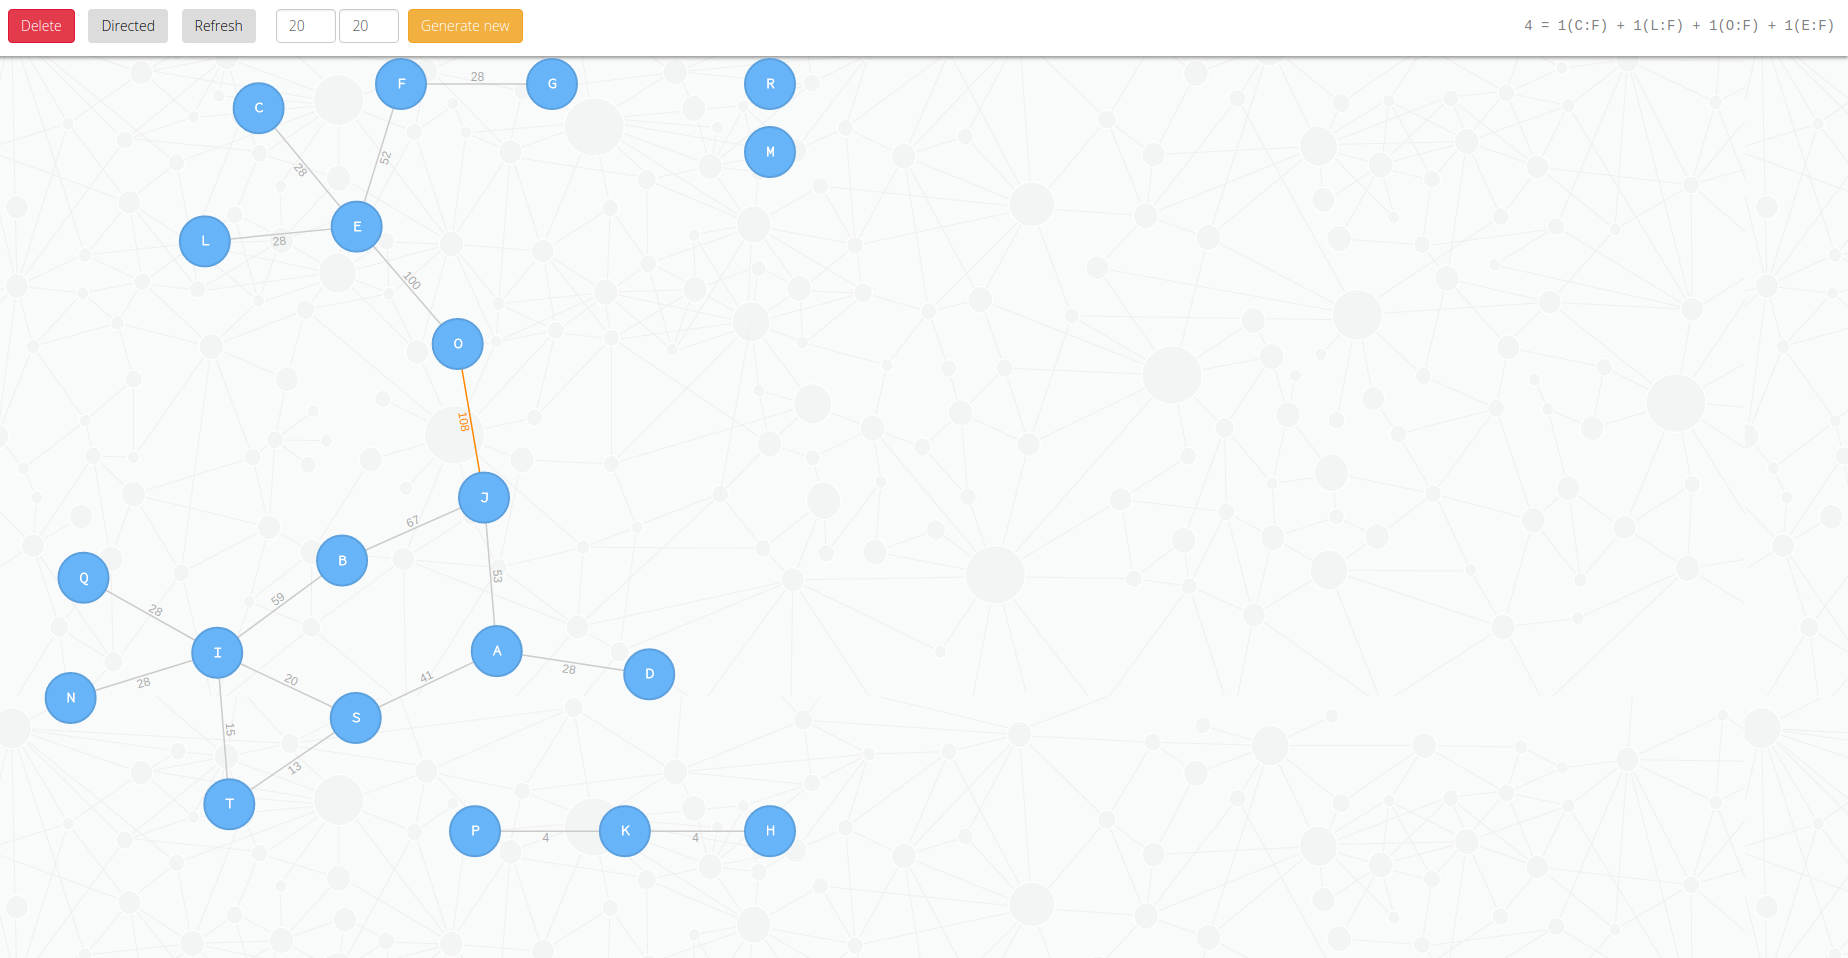 Delete Directed Refresh 20 20 Generate new 4 = 1(C:F) + 1(L:F) + 1(O:F) + 1(E:F)
F 28 G R
C
M
52
28
E
L 28
100
O
108
J
67
B
Q 53
59
28
I A
28 D
20 41
N 28
S
15
13
T
P 4 K 4 H